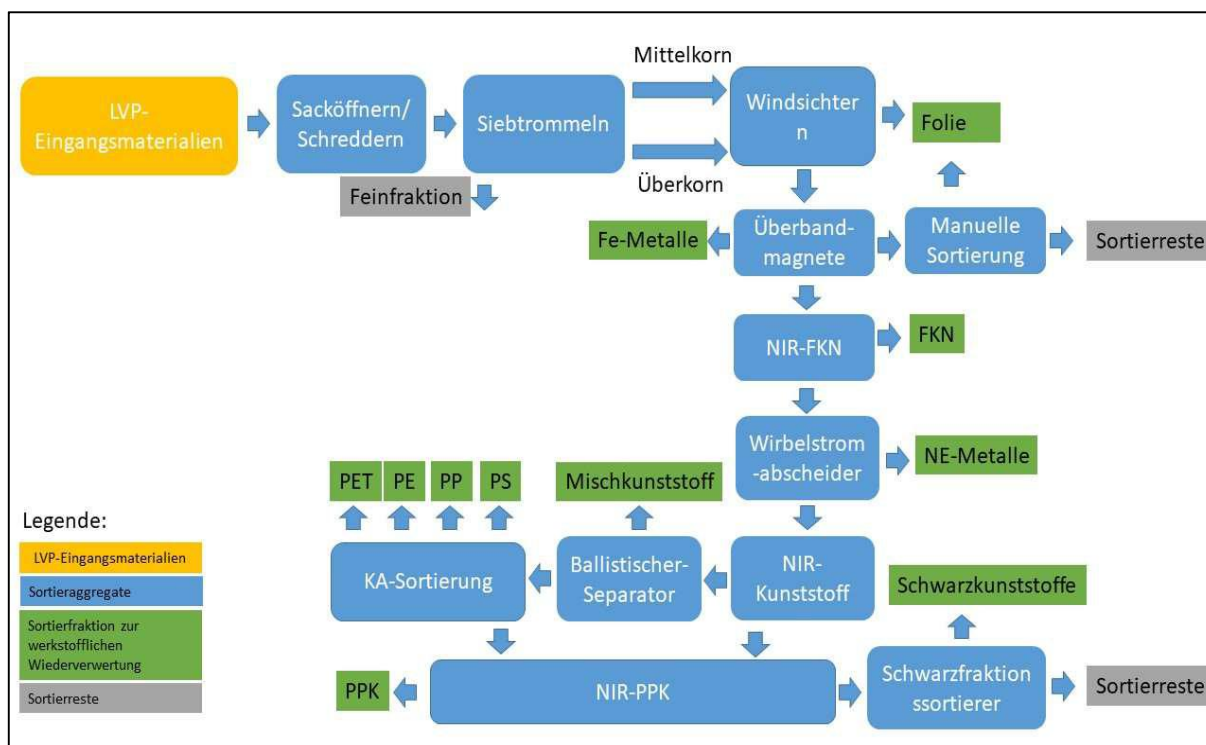 Mittelkorn
LVP-
Eingangsmaterialien
Sacköffnern/
Schreddern
Siebtrommeln
Windsichter
n
Folie
Feinfraktion
Überkorn
Fe-Metalle
Überband-
magnete
Manuelle
Sortierung
Sortierreste
NIR-FKN
FKN
Wirbelstrom
-abscheider
NE-Metalle
PET
PE
PP
PS
Mischkunststoff
KA-Sortierung
Ballistischer-
Separator
NIR-
Kunststoff
Schwarzkunststoffe
PPK
NIR-PPK
Schwarzfraktion
ssortierer
Sortierreste
Legende:
LVP-Eingangsmaterialien
Sortieraggregate
Sortierfraktion zur
werkstofflichen
Wiederverwertung
Sortierreste